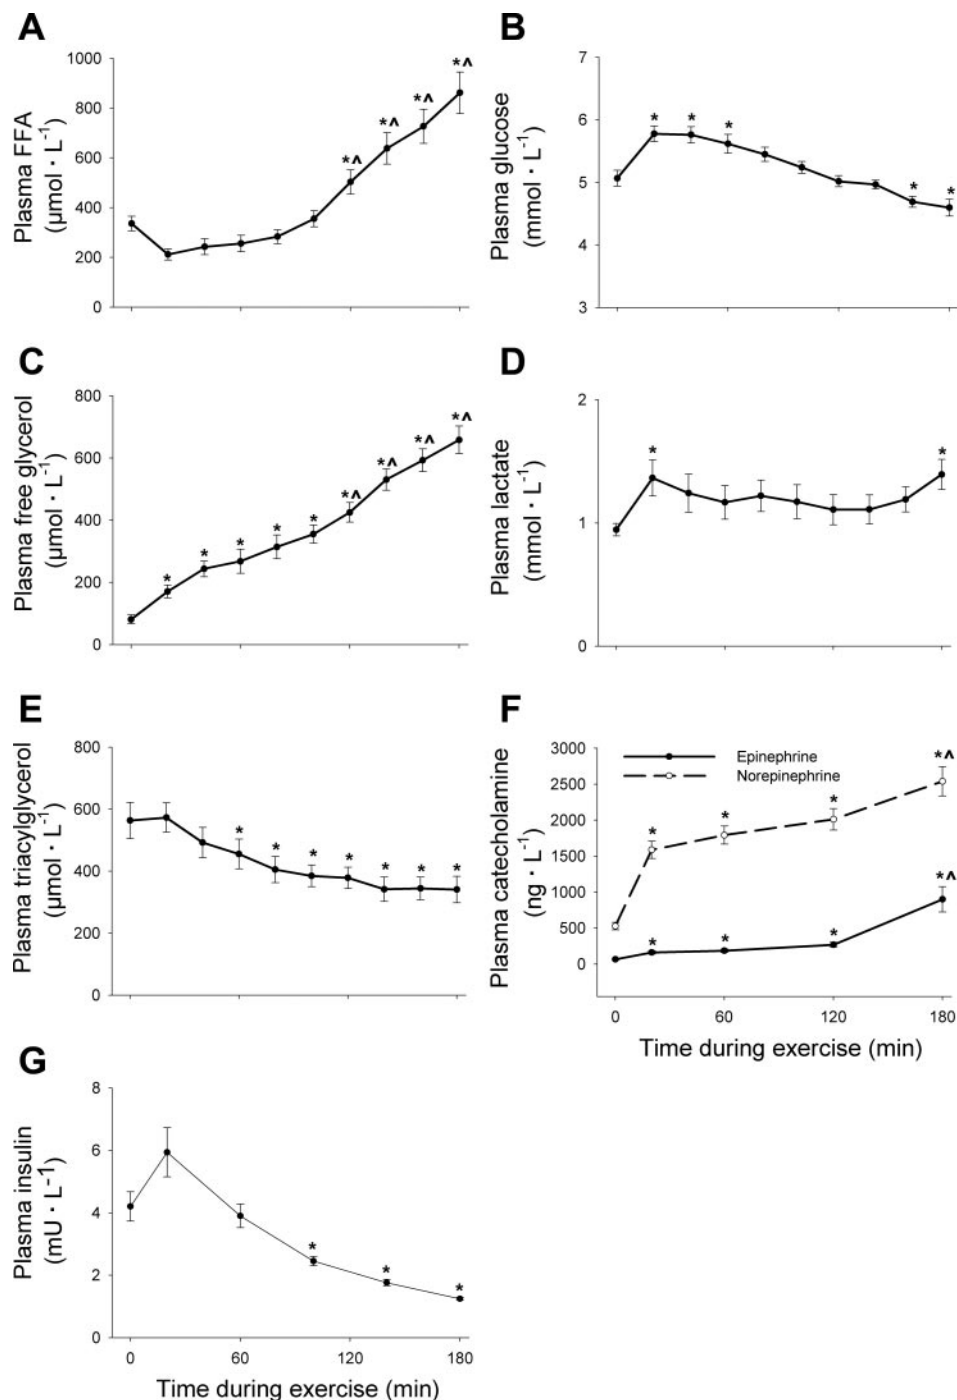 A
Plasma FFA
(µmol · L-1)
1000
800
600
400
200
0
*^
*^
*^
*^
B
Plasma glucose
(mmol · L-1)
7
6
5
4
3
*
*
*
*
*
C
Plasma free glycerol
(µmol · L-1)
800
600
400
200
0
*
*
*
*
*
*^
*^
*^
*^
D
Plasma lactate
(mmol · L-1)
2
1
0
*
*
E
Plasma triacylglycerol
(µmol · L-1)
800
600
400
200
0
*
*
*
*
*
*
*
F
Plasma catecholamine
(ng · L-1)
3000
2500
2000
1500
1000
500
0
Epinephrine
Norepinephrine
*
*
*
*^
*
*
*
*^
0 60 120 180
Time during exercise (min)
G
Plasma insulin
(mU · L-1)
8
6
4
2
0
*
*
*
0 60 120 180
Time during exercise (min)